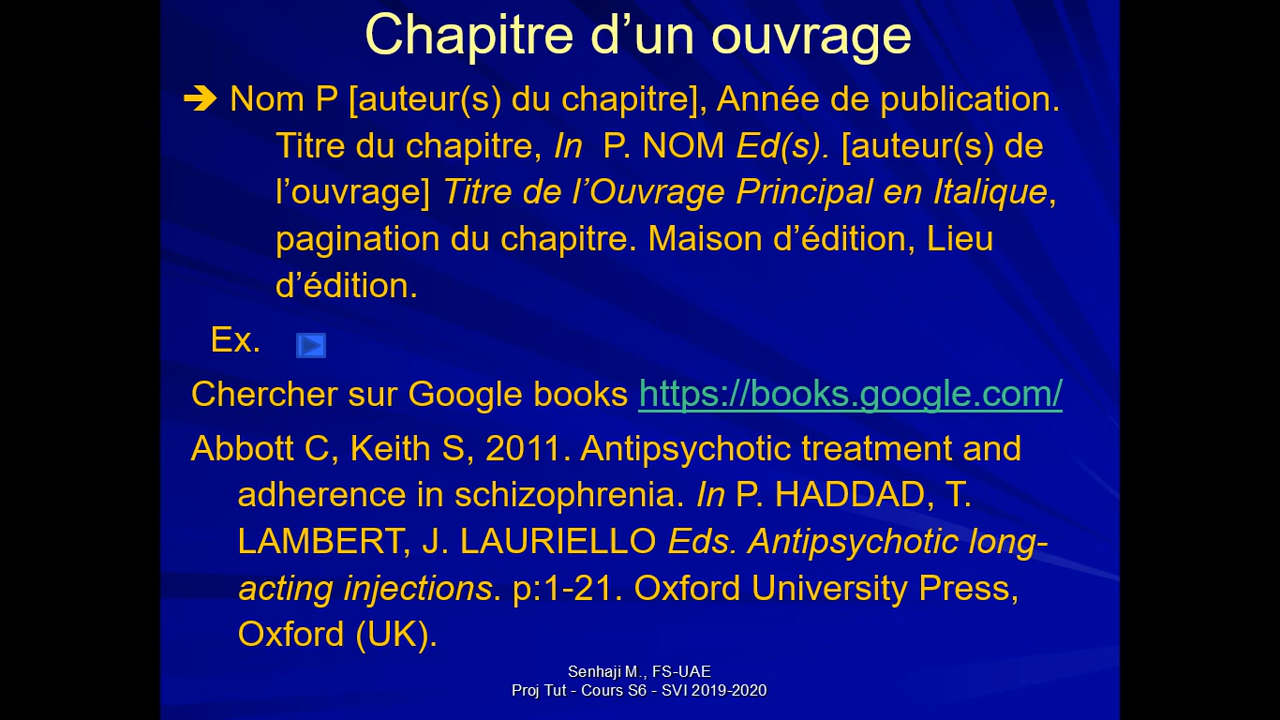 Chapitre d’un ouvrage
➔ Nom P [auteur(s) du chapitre], Année de publication.
Titre du chapitre, In P. NOM Ed(s). [auteur(s) de
l’ouvrage] Titre de l’Ouvrage Principal en Italique,
pagination du chapitre. Maison d’édition, Lieu
d’édition.
Ex.
Chercher sur Google books https://books.google.com/
Abbott C, Keith S, 2011. Antipsychotic treatment and
adherence in schizophrenia. In P. HADDAD, T.
LAMBERT, J. LAURIELLO Eds. Antipsychotic long-
acting injections. p:1-21. Oxford University Press,
Oxford (UK).
Senhaji M., FS-UAE
Proj Tut - Cours S6 - SVI 2019-2020